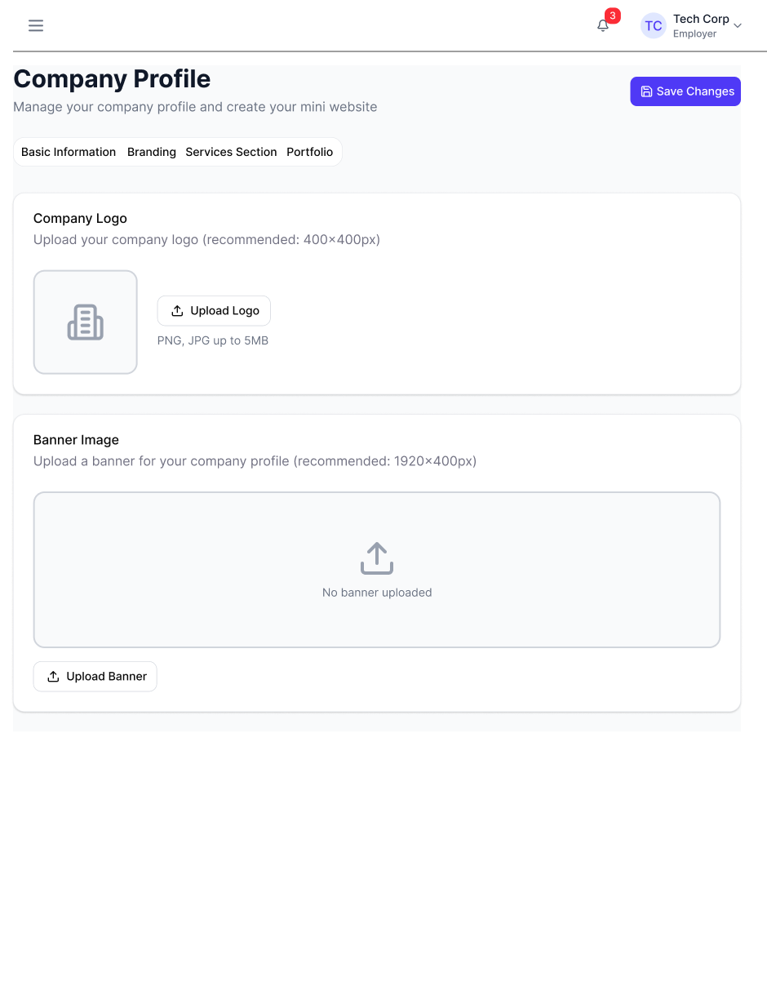 3
TC
Tech Corp
Employer
Company Profile
Manage your company profile and create your mini website
Save Changes
Basic Information Branding Services Section Portfolio
Company Logo
Upload your company logo (recommended: 400×400px)
Upload Logo
PNG, JPG up to 5MB
Banner Image
Upload a banner for your company profile (recommended: 1920×400px)
No banner uploaded
Upload Banner